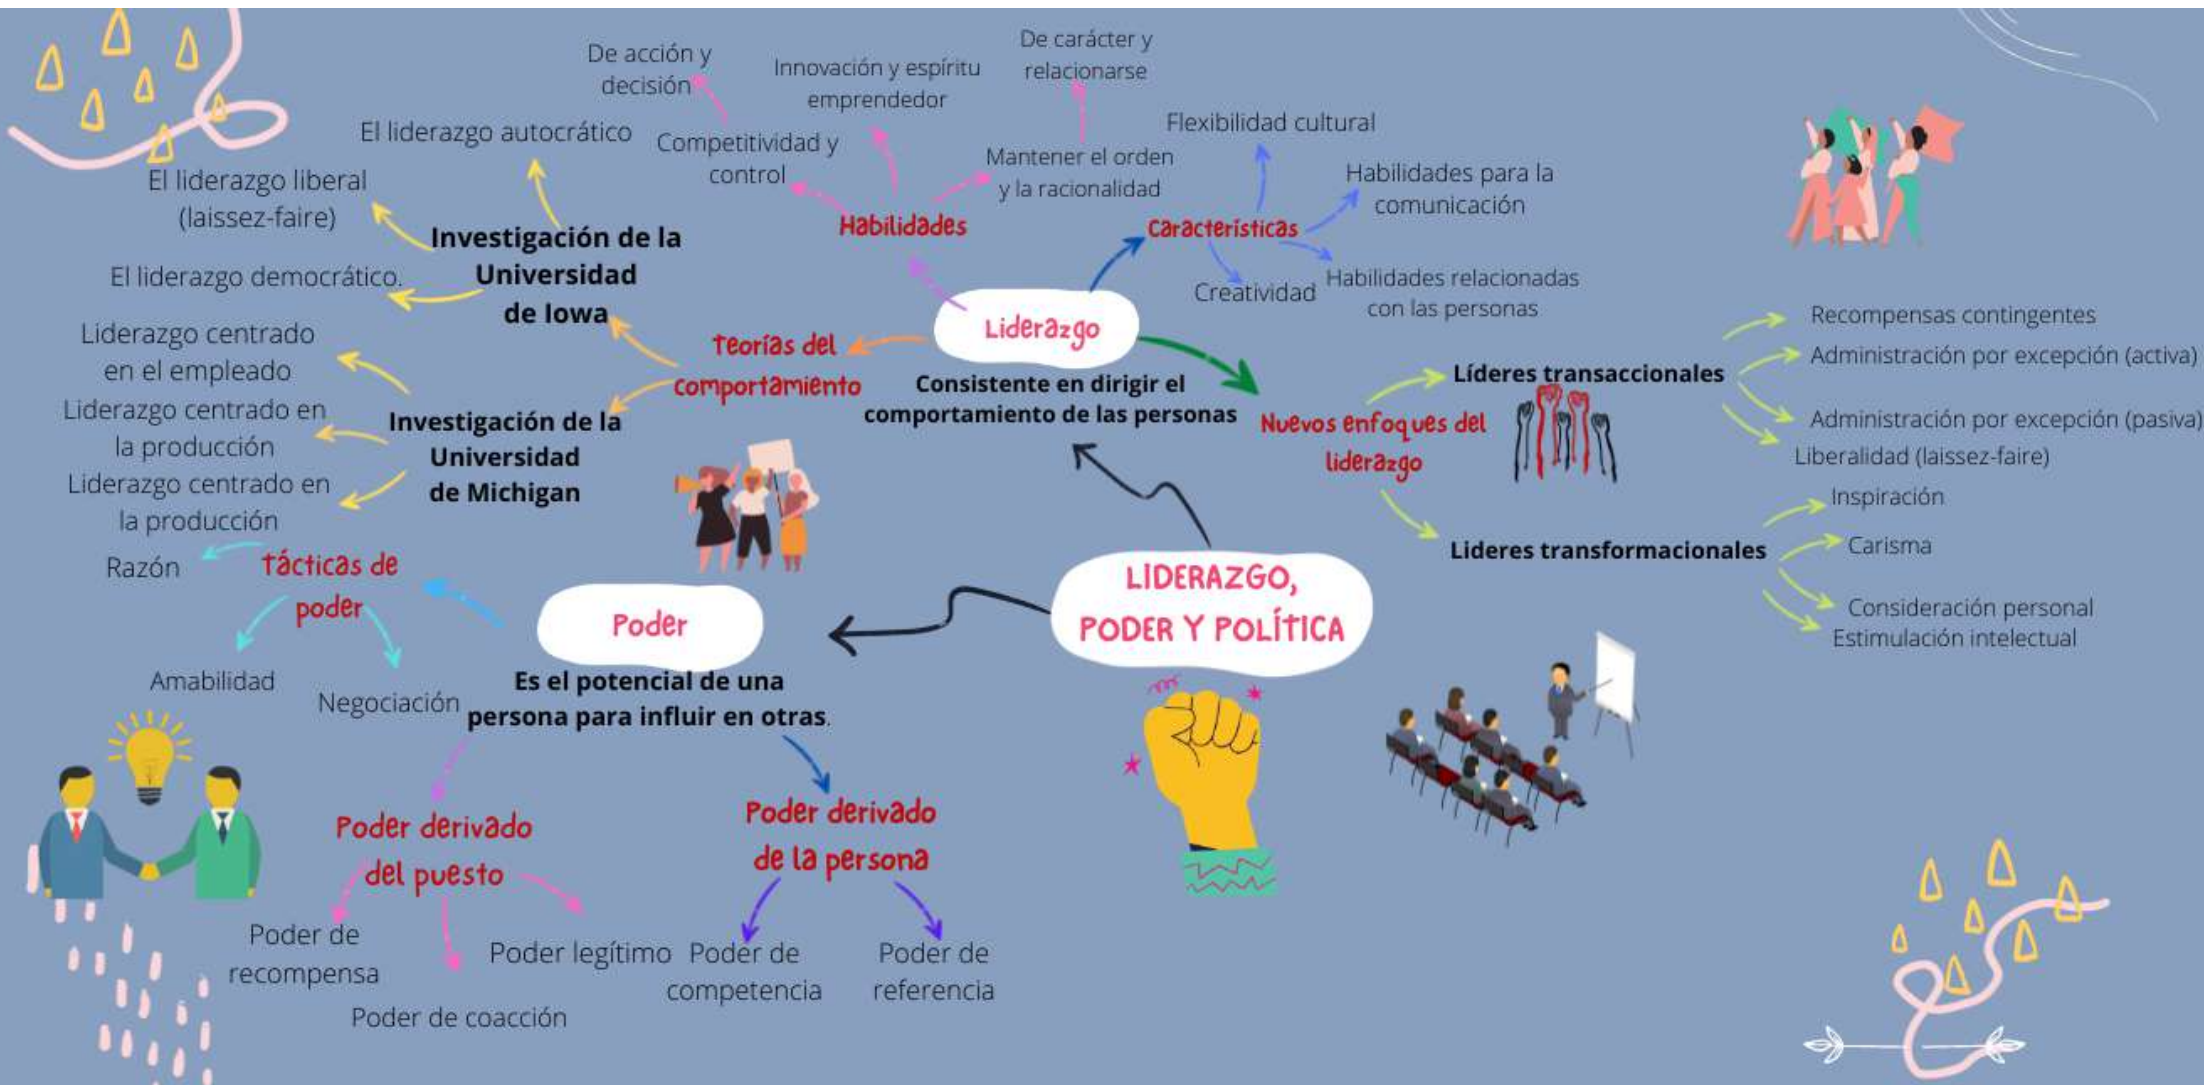 LIDERAZGO,
PODER Y POLÍTICA
Liderazgo
Consistente en dirigir el
comportamiento de las personas
Habilidades
Competitividad y
control
De acción y
decisión
Innovación y espíritu
emprendedor
Mantener el orden
y la racionalidad
De carácter y
relacionarse
Características
Flexibilidad cultural
Habilidades para la
comunicación
Habilidades relacionadas
con las personas
Creatividad
Teorías del
comportamiento
Investigación de la
Universidad
de Iowa
El liderazgo autocrático
El liderazgo liberal
(laissez-faire)
El liderazgo democrático.
Investigación de la
Universidad
de Michigan
Liderazgo centrado
en el empleado
Liderazgo centrado en
la producción
Liderazgo centrado en
la producción
Nuevos enfoques del
liderazgo
Líderes transaccionales
Recompensas contingentes
Administración por excepción (activa)
Administración por excepción (pasiva)
Liberalidad (laissez-faire)
Lideres transformacionales
Inspiración
Carisma
Consideración personal
Estimulación intelectual
Poder
Es el potencial de una
persona para influir en otras.
Tácticas de
poder
Razón
Amabilidad
Negociación
Poder derivado
del puesto
Poder de
recompensa
Poder de coacción
Poder legítimo
Poder derivado
de la persona
Poder de
competencia
Poder de
referencia